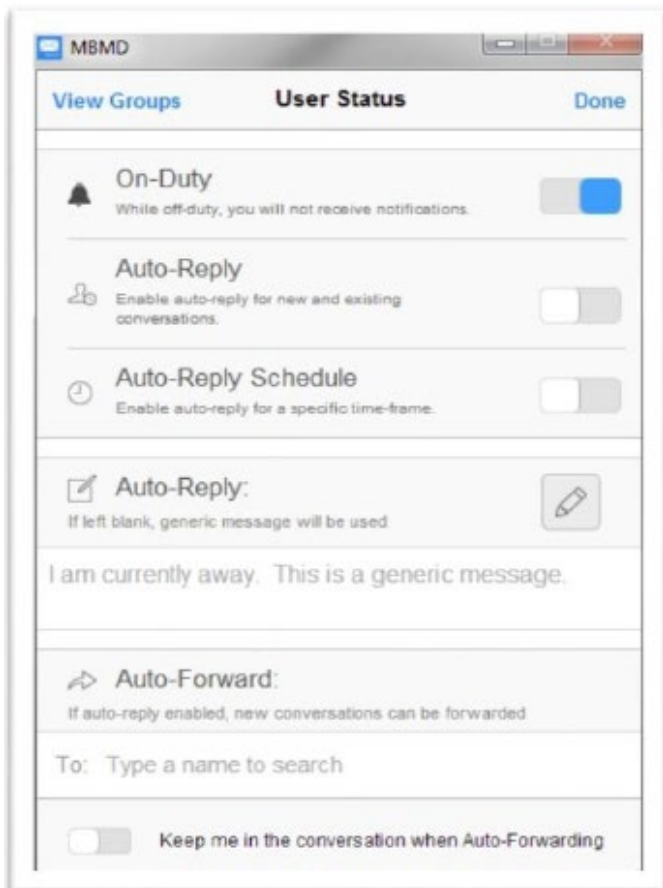 MBMD
View Groups User Status Done
On-Duty
While off-duty, you will not receive notifications.
Auto-Reply
Enable auto-reply for new and existing
conversations.
Auto-Reply Schedule
Enable auto-reply for a specific time-frame.
Auto-Reply:
If left blank, generic message will be used
I am currently away. This is a generic message.
Auto-Forward:
If auto-reply enabled, new conversations can be forwarded
To: Type a name to search
Keep me in the conversation when Auto-Forwarding